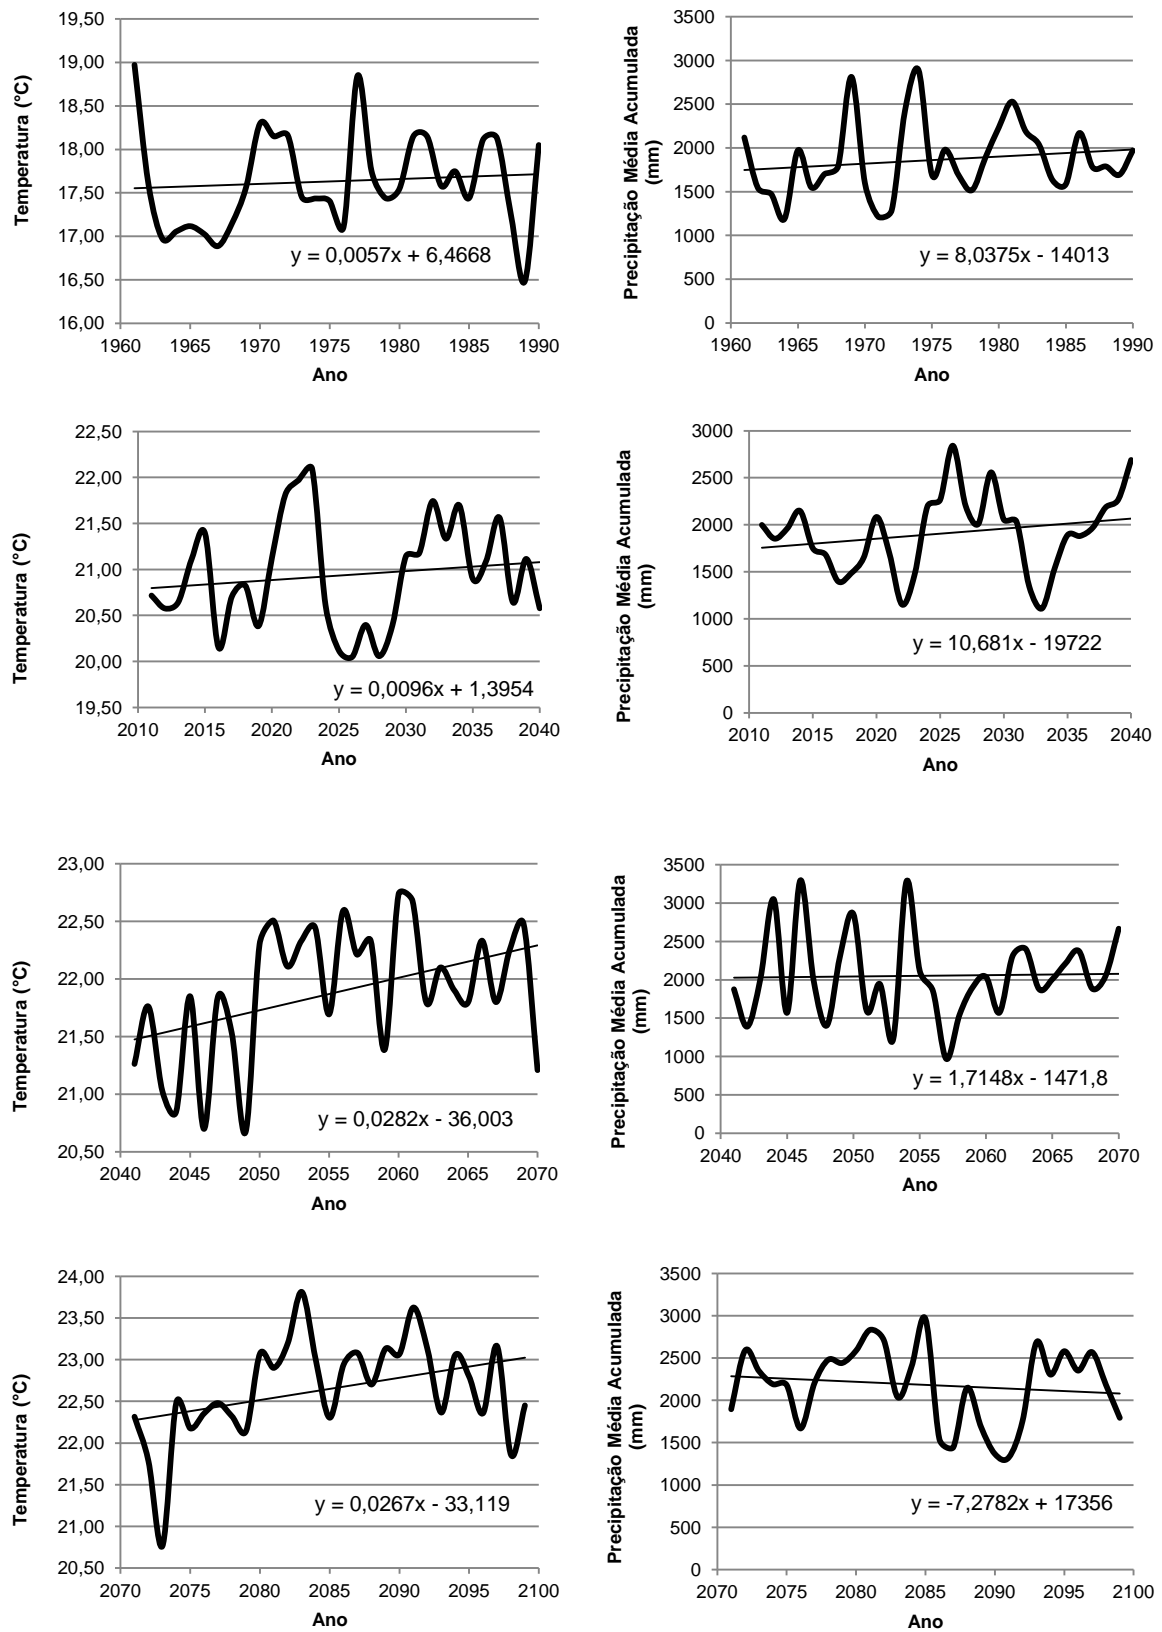 19,50
19,00
18,50
18,00
17,50
17,00
16,50
16,00
Temperatura (°C)
y = 0,0057x + 6,4668
1960 1965 1970 1975 1980 1985 1990
Ano
3500
3000
2500
2000
1500
1000
500
0
Precipitação Média Acumulada
(mm)
y = 8,0375x - 14013
1960 1965 1970 1975 1980 1985 1990
Ano
22,50
22,00
21,50
21,00
20,50
20,00
19,50
Temperatura (°C)
y = 0,0096x + 1,3954
2010 2015 2020 2025 2030 2035 2040
Ano
3000
2500
2000
1500
1000
500
0
Precipitação Média Acumulada
(mm)
y = 10,681x - 19722
2010 2015 2020 2025 2030 2035 2040
Ano
23,00
22,50
22,00
21,50
21,00
20,50
Temperatura (°C)
y = 0,0282x - 36,003
2040 2045 2050 2055 2060 2065 2070
Ano
3500
3000
2500
2000
1500
1000
500
0
Precipitação Média Acumulada
(mm)
y = 1,7148x - 1471,8
2040 2045 2050 2055 2060 2065 2070
Ano
24,00
23,50
23,00
22,50
22,00
21,50
21,00
20,50
Temperatura (°C)
y = 0,0267x - 33,119
2070 2075 2080 2085 2090 2095 2100
Ano
3500
3000
2500
2000
1500
1000
500
0
Precipitação Média Acumulada
(mm)
y = -7,2782x + 17356
2070 2075 2080 2085 2090 2095 2100
Ano